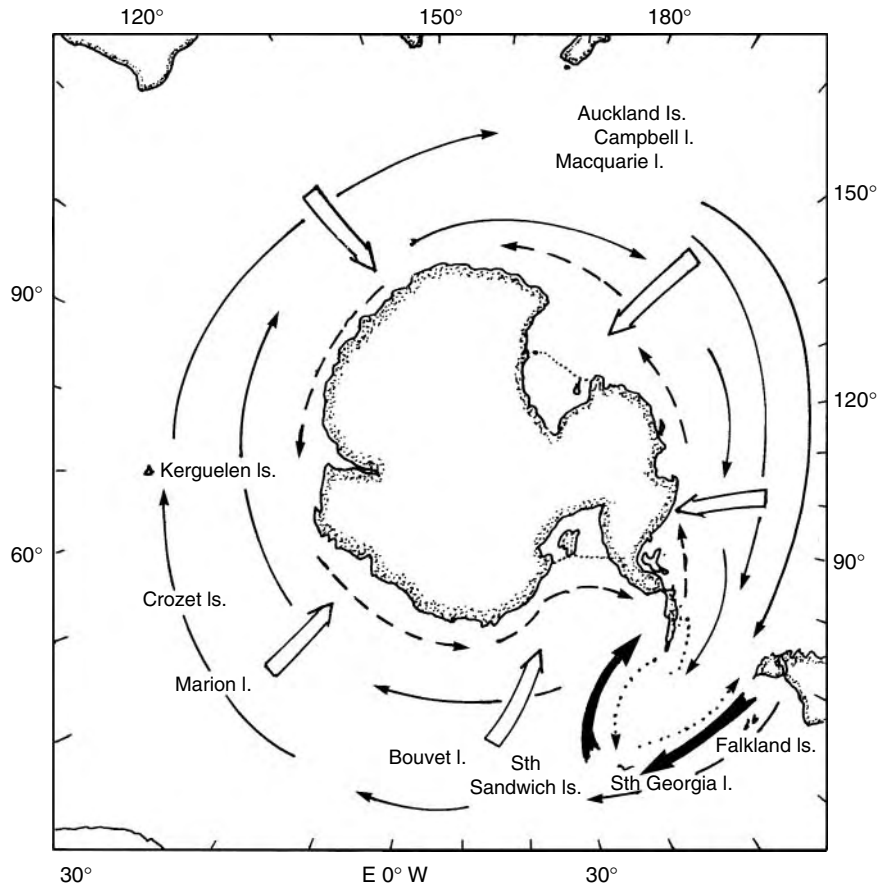 120° 150° 180°
Auckland Is.
Campbell I.
Macquarie I.
150°
90°
120°
Kerguelen Is.
60°
90°
Crozet Is.
Marion I.
Bouvet I.
Sth
Sandwich Is.
Falkland Is.
Sth Georgia I.
30° E 0° W 30°